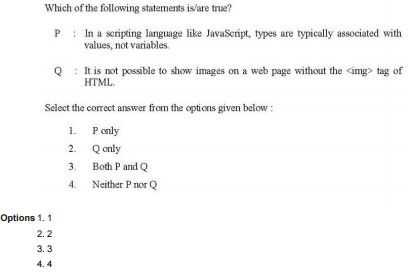 Which of the following statements is/are true?
P : In a scripting language like JavaScript, types are typically associated with
values, not variables.
Q : It is not possible to show images on a web page without the <img> tag of
HTML.
Select the correct answer from the options given below :
1. P only
2. Q only
3. Both P and Q
4. Neither P nor Q
Options 1. 1
2. 2
3. 3
4. 4